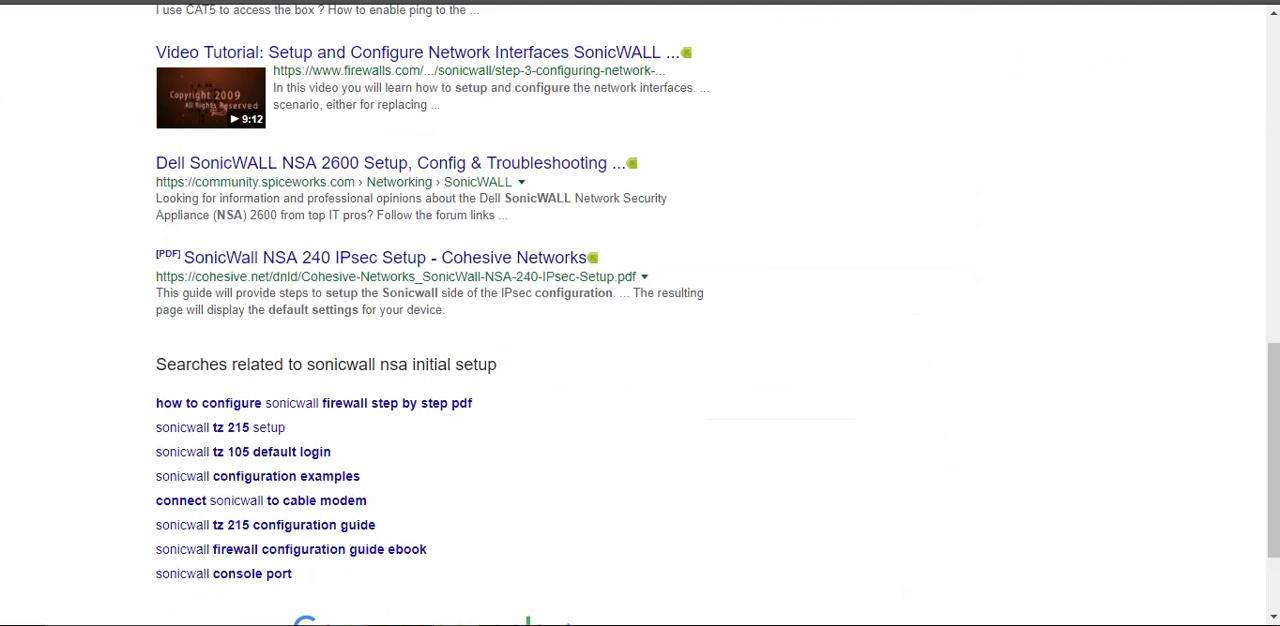 I use CAT5 to access the box ? How to enable ping to the ...
Video Tutorial: Setup and Configure Network Interfaces SonicWALL ...
https://www.firewalls.com/.../sonicwall/step-3-configuring-network-...
Copyright 2009
All Rights Reserved
9:12
In this video you will learn how to setup and configure the network interfaces. ...
scenario, either for replacing ...
Dell SonicWALL NSA 2600 Setup, Config & Troubleshooting ...
https://community.spiceworks.com › Networking › SonicWALL
Looking for information and professional opinions about the Dell SonicWALL Network Security
Appliance (NSA) 2600 from top IT pros? Follow the forum links ...
[PDF] SonicWall NSA 240 IPsec Setup - Cohesive Networks
https://cohesive.net/dnld/Cohesive-Networks_SonicWall-NSA-240-IPsec-Setup.pdf
This guide will provide steps to setup the Sonicwall side of the IPsec configuration. ... The resulting
page will display the default settings for your device.
Searches related to sonicwall nsa initial setup
how to configure sonicwall firewall step by step pdf
sonicwall tz 215 setup
sonicwall tz 105 default login
sonicwall configuration examples
connect sonicwall to cable modem
sonicwall tz 215 configuration guide
sonicwall firewall configuration guide ebook
sonicwall console port